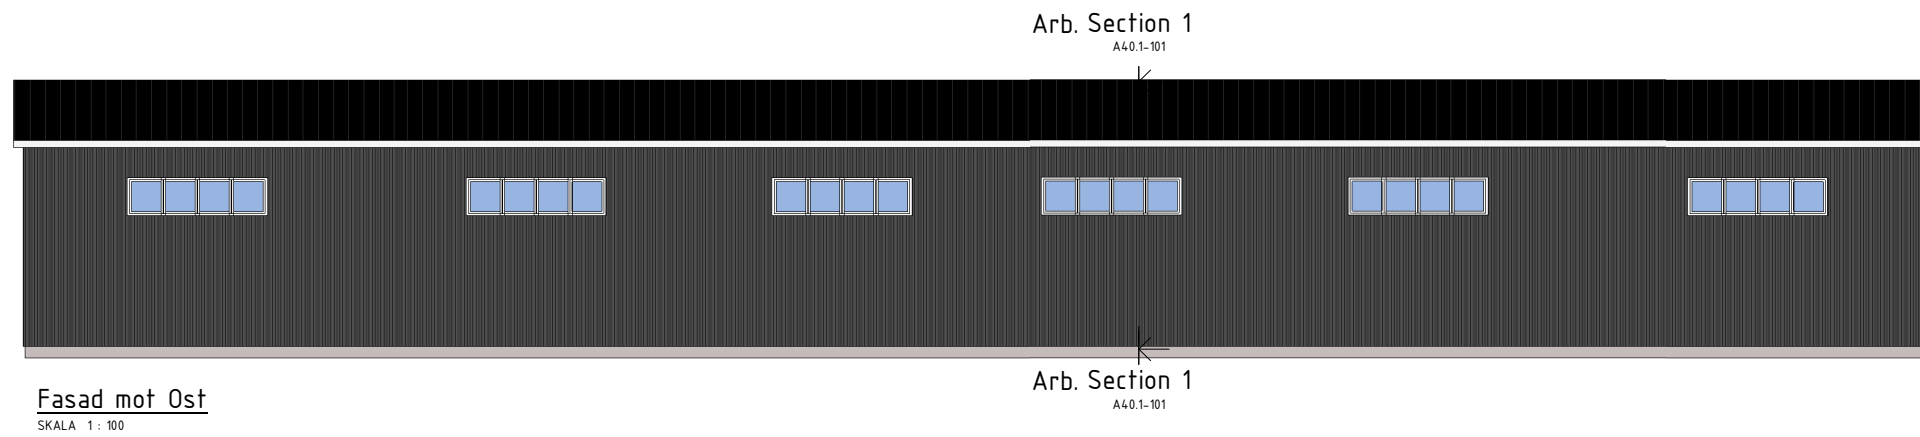 Arb. Section 1
A40.1-101
Arb. Section 1
A40.1-101
Fasad mot Ost
SKALA 1 : 100